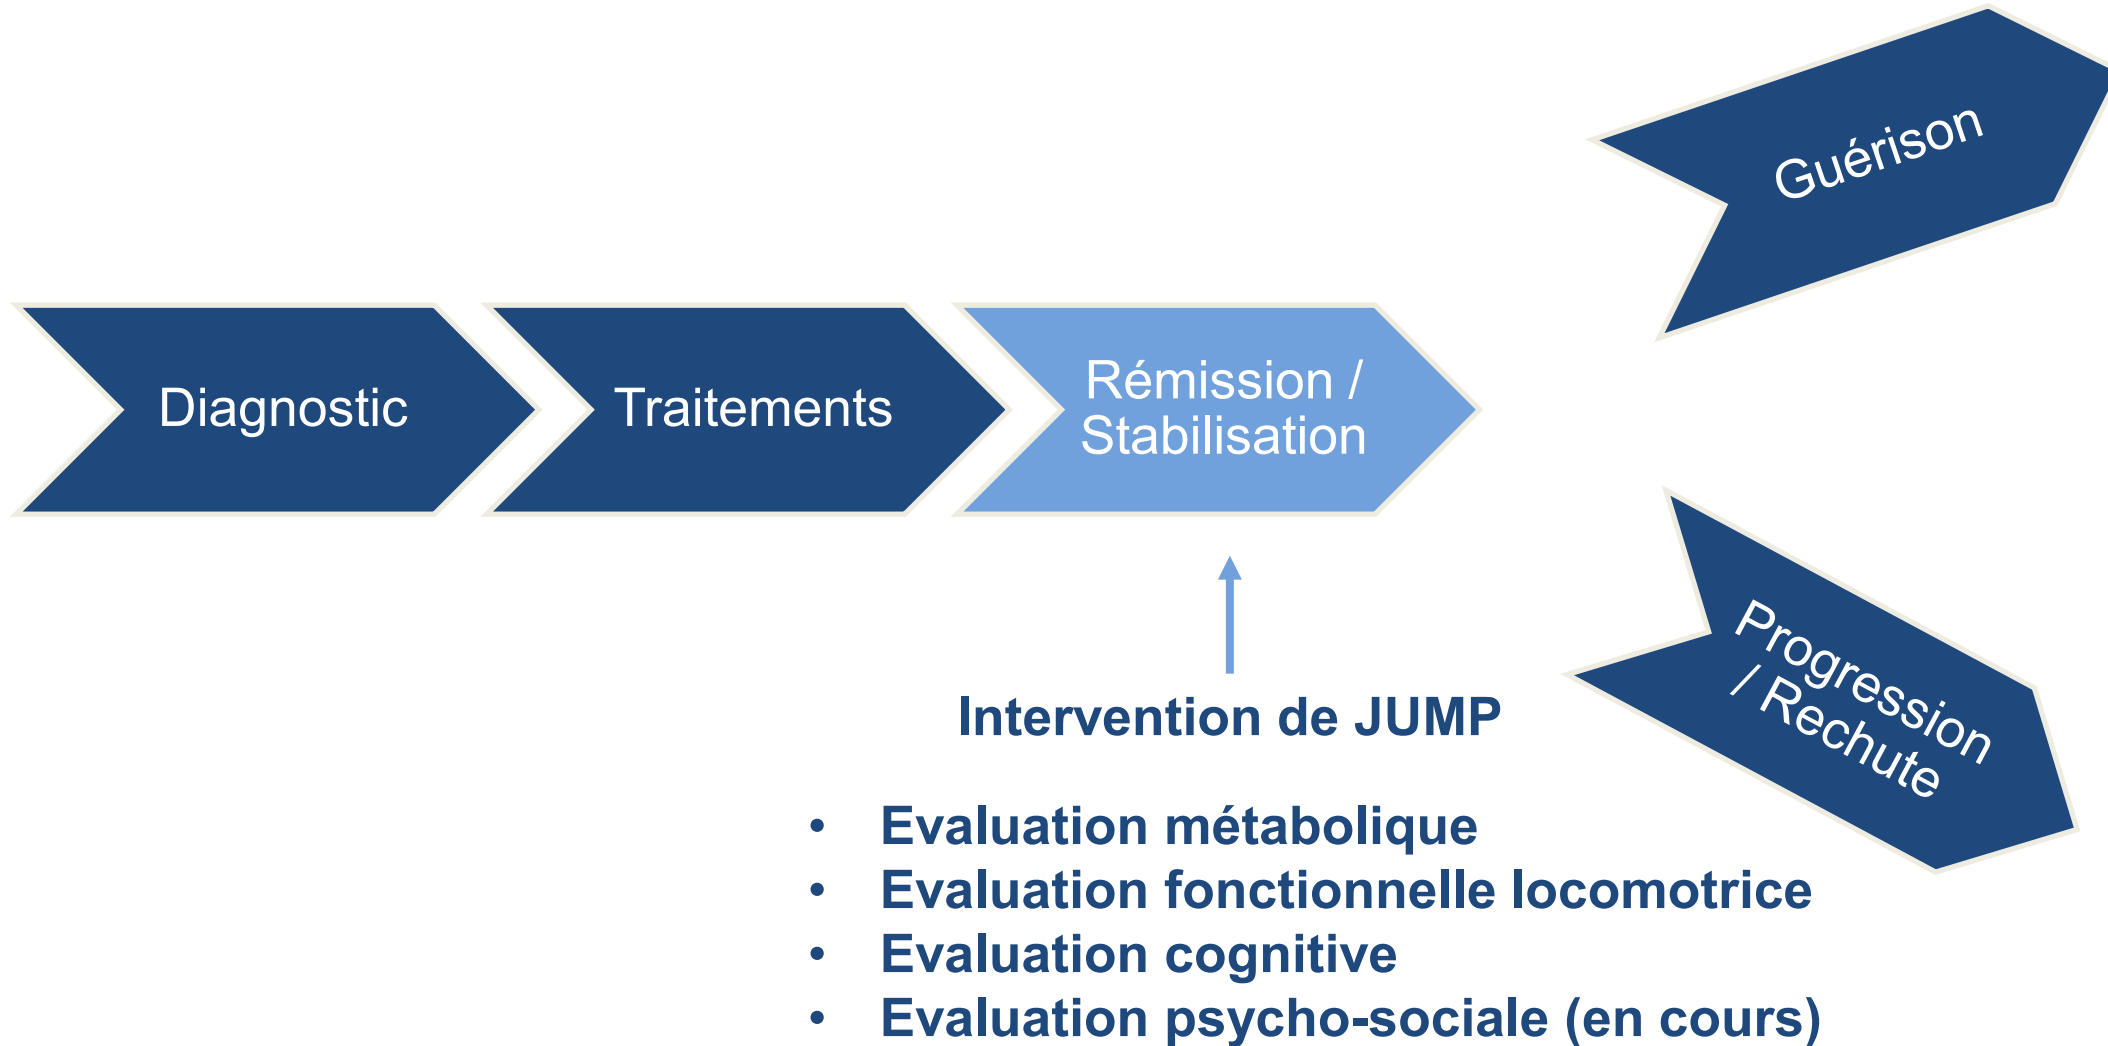 Guérison
Diagnostic
Traitements
Rémission /
Stabilisation
Progression
/ Rechute
Intervention de JUMP
• Evaluation métabolique
• Evaluation fonctionnelle locomotrice
• Evaluation cognitive
• Evaluation psycho-sociale (en cours)